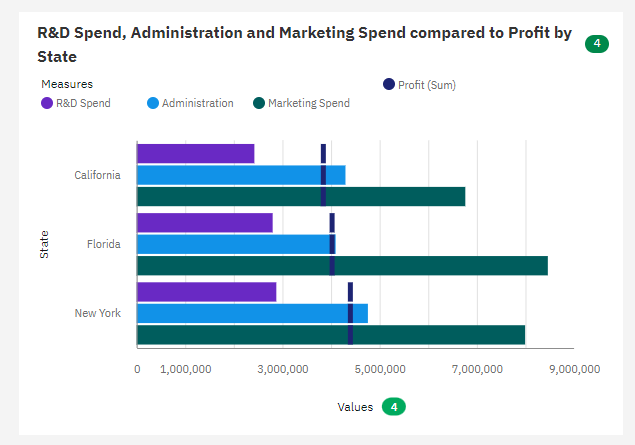 R&D Spend, Administration and Marketing Spend compared to Profit by
State
4
Measures
Profit (Sum)
R&D Spend
Administration
Marketing Spend
California
Florida
New York
State
0
1,000,000
3,000,000
5,000,000
7,000,000
9,000,000
Values
4